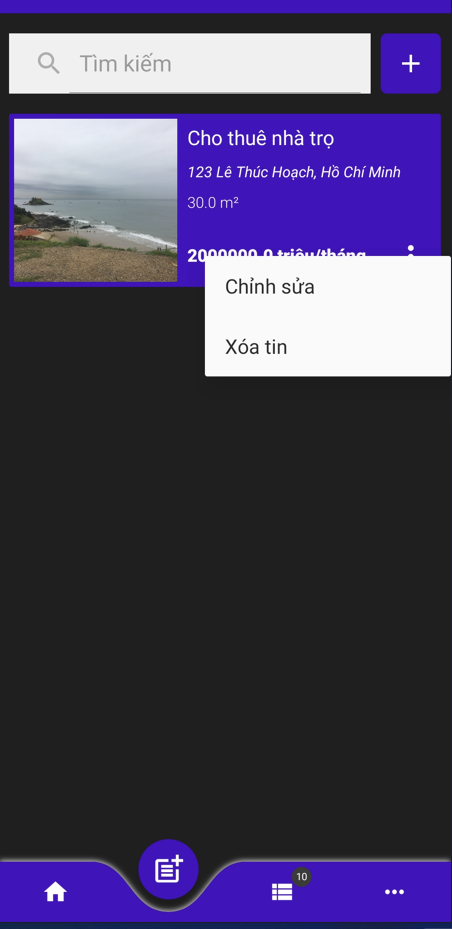 Tìm kiếm
Cho thuê nhà trọ
123 Lê Thúc Hoạch, Hồ Chí Minh
30.0 m²
2000000.0 triệu/tháng
Chỉnh sửa
Xóa tin
10